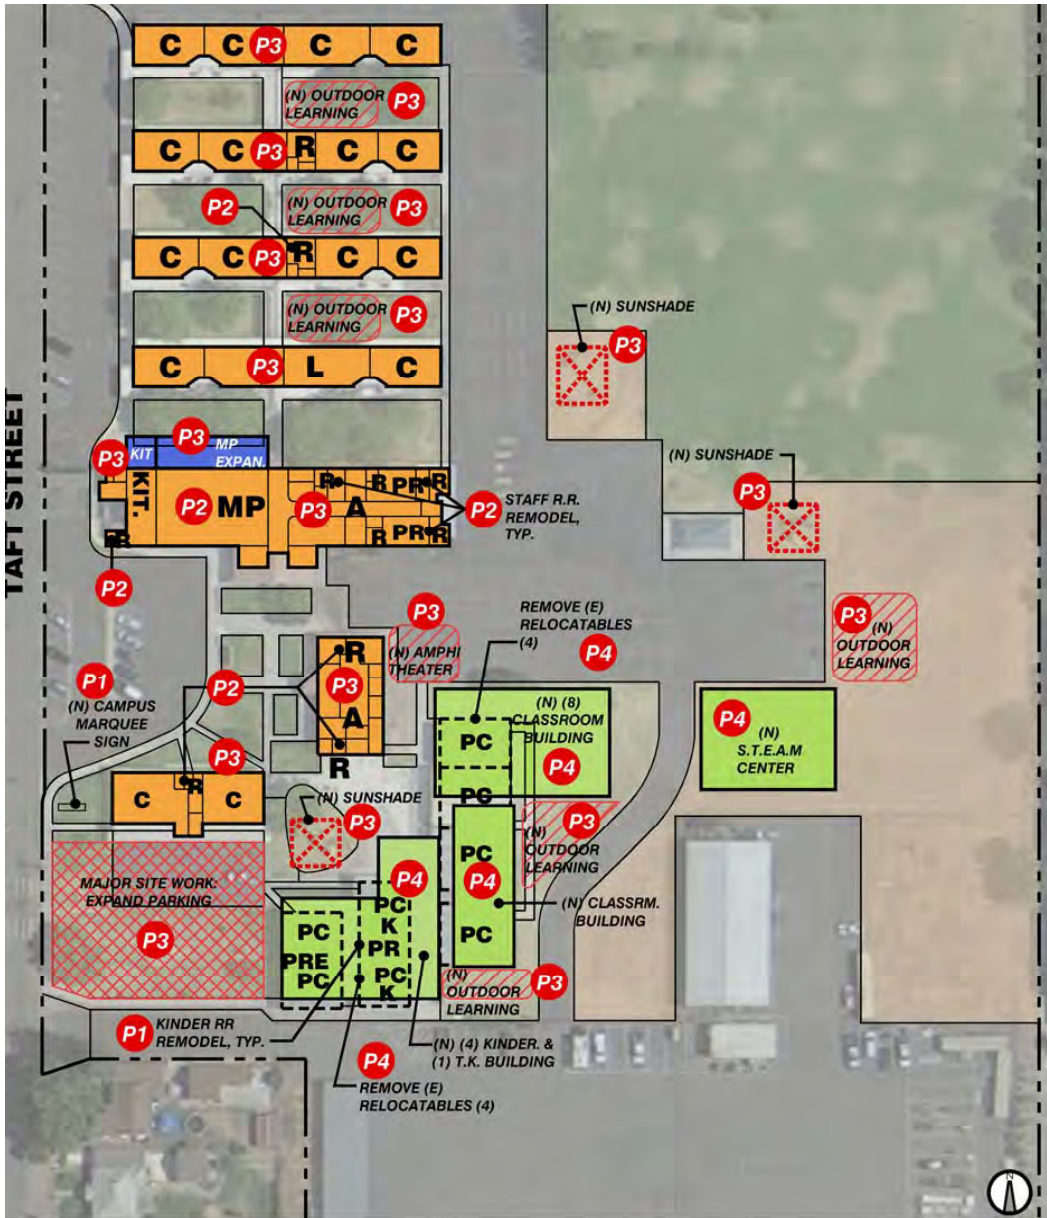 C C P3 C C
(N) OUTDOOR
LEARNING
P3
C C P3 R C C
P2
(N) OUTDOOR
LEARNING
P3
C C P3 R C C
(N) OUTDOOR
LEARNING
P3
C P3 L C
(N) SUNSHADE
P3
TAFT STREET
P3
KIT
MP
EXPAN.
P3
KIT.
P2 MP
P3
R
A
R
PR
R
R
PR
R
R
P2
STAFF R.R.
REMODEL,
TYP.
P2
(N) SUNSHADE
P3
P3
(N) AMPHI
THEATER
REMOVE (E)
RELOCATABLES
(4)
P4
P3
(N)
OUTDOOR
LEARNING
P1
(N) CAMPUS
MARQUEE
SIGN
P2
R
P3
A
R
P3
C R C
(N) (8)
CLASSROOM
BUILDING
PC
PC
P4
P4
(N)
S.T.E.A.M
CENTER
(N) SUNSHADE
P3
P3
(N)
OUTDOOR
LEARNING
PC
P4
PC
(N) CLASSRM.
BUILDING
MAJOR SITE WORK:
EXPAND PARKING
P3
P4
PC
K
PR
PC
K
PC
PRE
PC
(N)
OUTDOOR
LEARNING
P3
P1
KINDER RR
REMODEL, TYP.
(N) (4) KINDER. &
(1) T.K. BUILDING
P4
REMOVE (E)
RELOCATABLES (4)
N